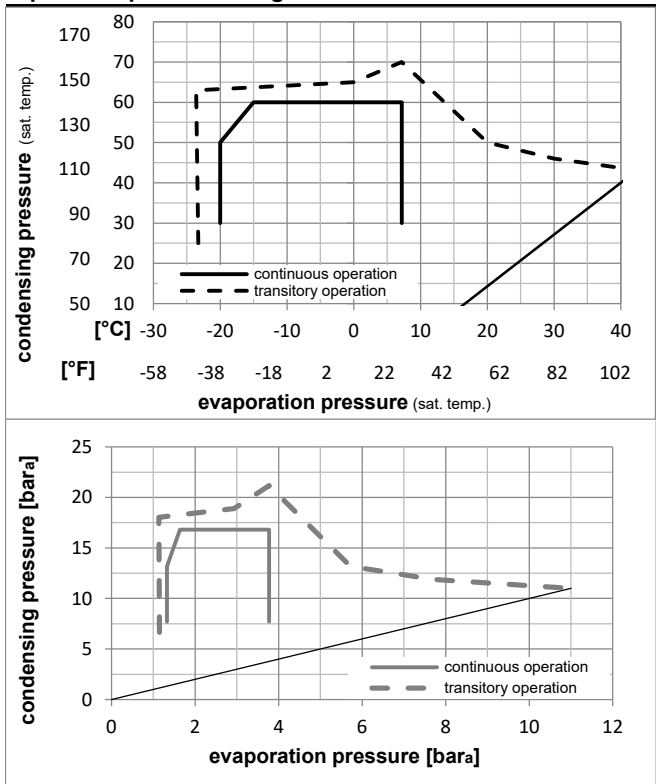 170 80
70
150 60
130 50
110 40
90 30
70 20
50 10
condensing pressure (sat. temp.)
continuous operation
transitory operation
[°C] -30 -20 -10 0 10 20 30 40
[°F] -58 -38 -18 2 22 42 62 82 102
evaporation pressure (sat. temp.)
25
20
15
10
5
0
condensing pressure [bara]
continuous operation
transitory operation
0 2 4 6 8 10 12
evaporation pressure [bara]